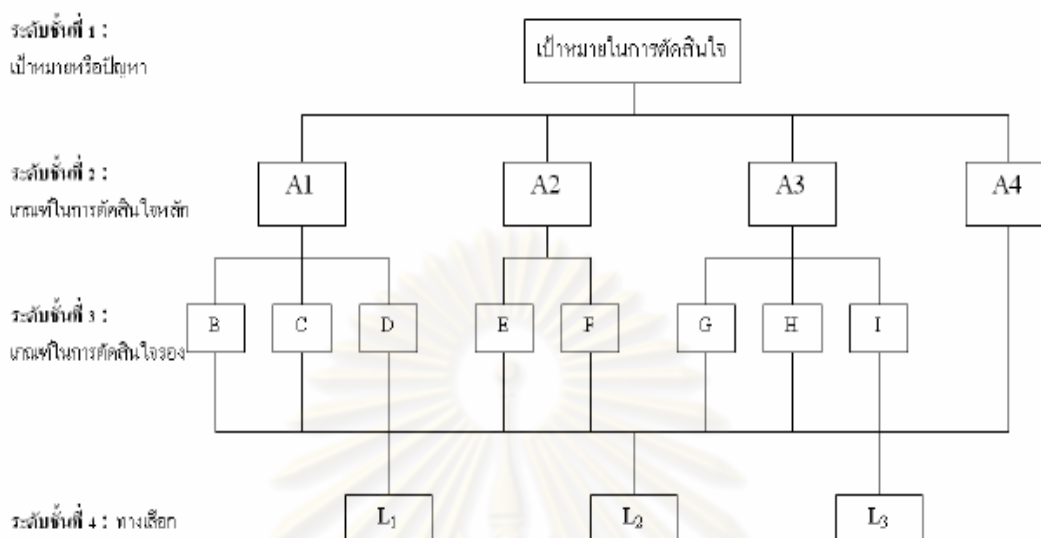 ระดับชั้นที่ 1 :
เป้าหมายหรือปัญหา
เป้าหมายในการตัดสินใจ
ระดับชั้นที่ 2 :
เกณฑ์ในการตัดสินใจหลัก
A1
A2
A3
A4
ระดับชั้นที่ 3 :
เกณฑ์ในการตัดสินใจรอง
B
C
D
E
F
G
H
I
ระดับชั้นที่ 4 : ทางเลือก
L₁
L₂
L₃